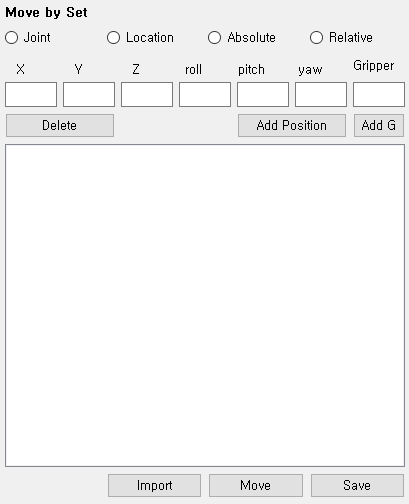 Move by Set
Joint Location Absolute Relative
X Y Z roll pitch yaw Gripper
Delete Add Position Add G
Import Move Save